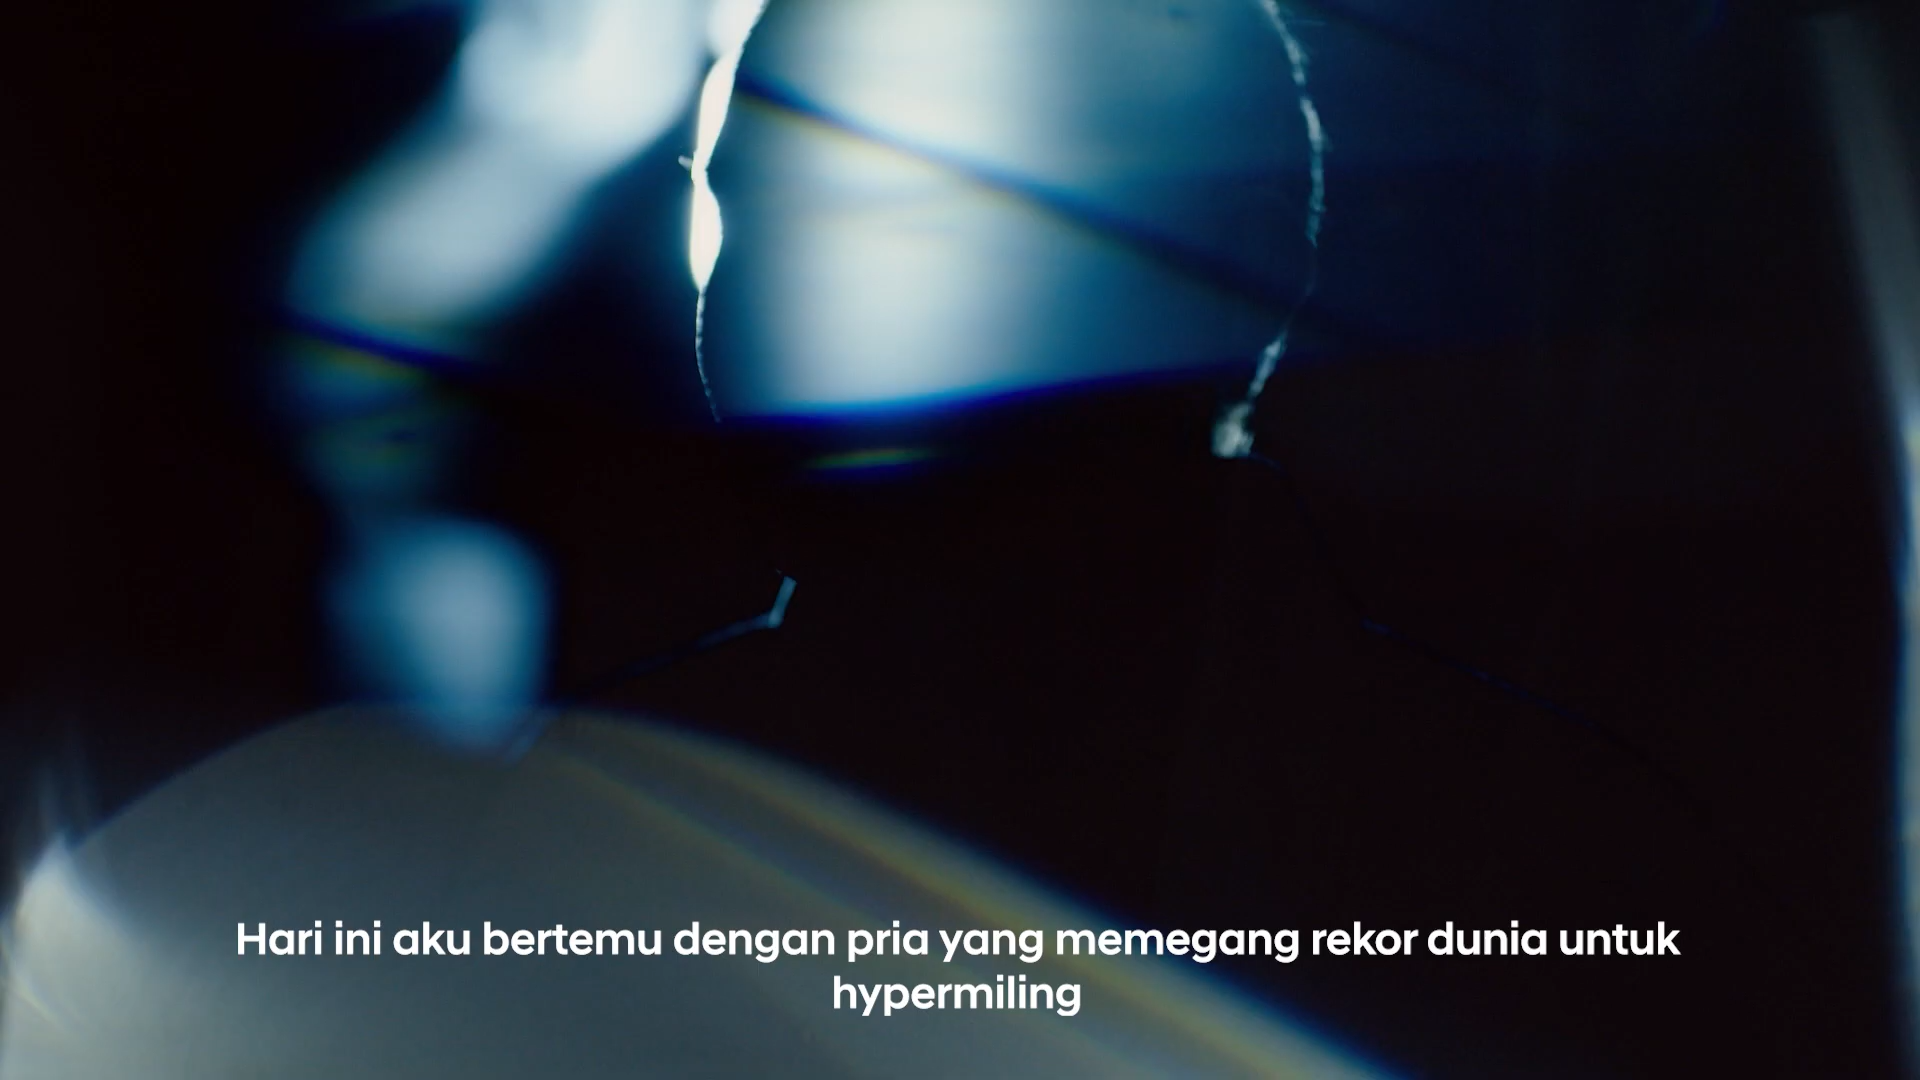 Hari ini aku bertemu dengan pria yang memegang rekor dunia untuk
hypermiling